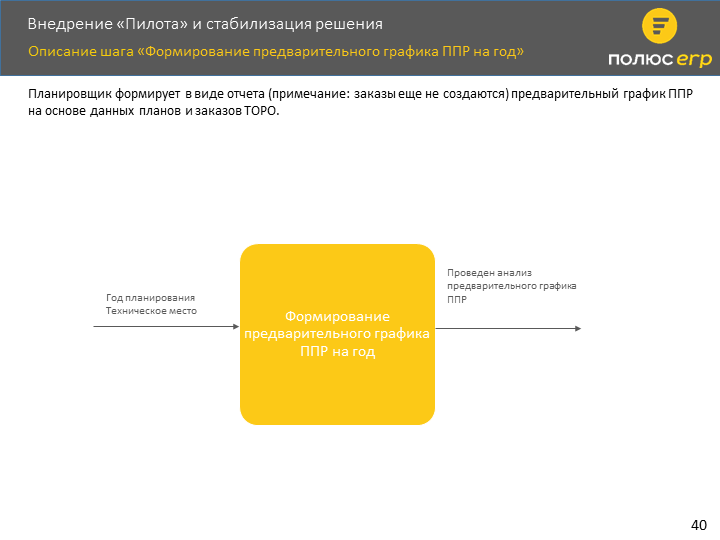 Внедрение «Пилота» и стабилизация решения
Описание шага «Формирование предварительного графика ППР на год»
ПОЛЮС erp
Планировщик формирует в виде отчета (примечание: заказы еще не создаются) предварительный график ППР
на основе данных планов и заказов ТОРО.
Год планирования
Техническое место
Формирование
предварительного графика
ППР на год
Проведен анализ
предварительного графика
ППР
40